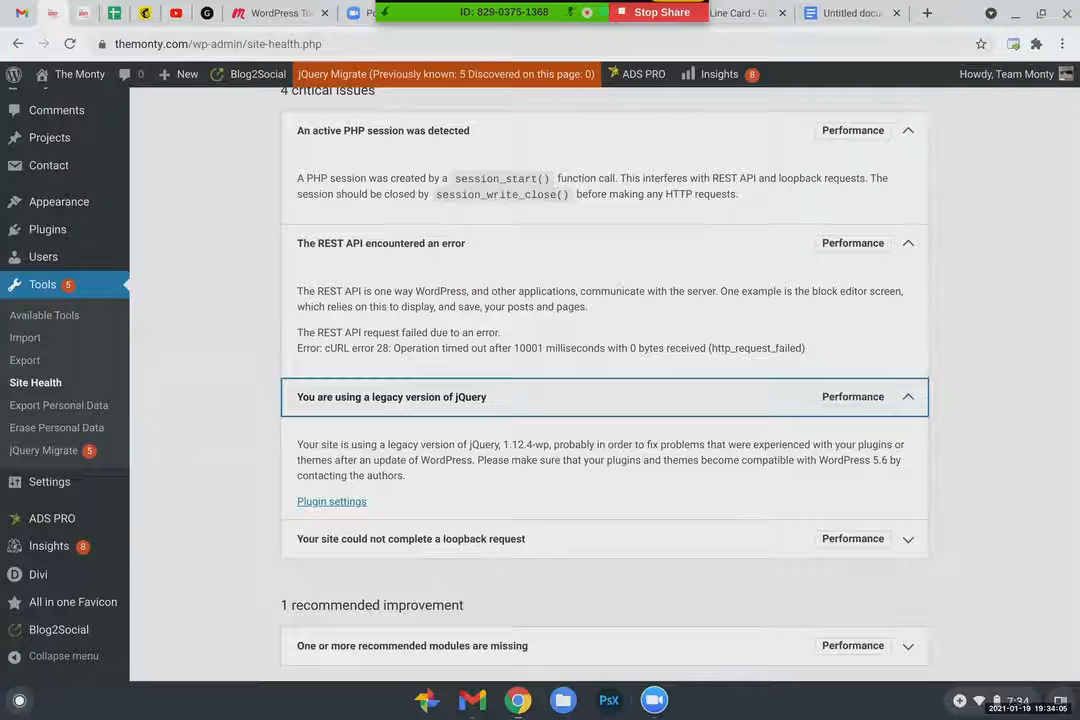 WordPress Tu
ID: 829-0375-1368
Stop Share
Line Card - Go
Untitled docu
themonty.com/wp-admin/site-health.php
The Monty
0
New
Blog2Social
jQuery Migrate (Previously known: 5 Discovered on this page: 0)
ADS PRO
Insights
8
Howdy, Team Monty
4 critical issues
Comments
Projects
Contact
Appearance
Plugins
Users
Tools 5
Available Tools
Import
Export
Site Health
Export Personal Data
Erase Personal Data
jQuery Migrate 5
Settings
ADS PRO
Insights 8
Divi
All in one Favicon
Blog2Social
Collapse menu
An active PHP session was detected
Performance
A PHP session was created by a session_start() function call. This interferes with REST API and loopback requests. The
session should be closed by session_write_close() before making any HTTP requests.
The REST API encountered an error
Performance
The REST API is one way WordPress, and other applications, communicate with the server. One example is the block editor screen,
which relies on this to display, and save, your posts and pages.
The REST API request failed due to an error.
Error: cURL error 28: Operation timed out after 10001 milliseconds with 0 bytes received (http_request_failed)
You are using a legacy version of jQuery
Performance
Your site is using a legacy version of jQuery, 1.12.4-wp, probably in order to fix problems that were experienced with your plugins or
themes after an update of WordPress. Please make sure that your plugins and themes become compatible with WordPress 5.6 by
contacting the authors.
Plugin settings
Your site could not complete a loopback request
Performance
1 recommended improvement
One or more recommended modules are missing
Performance
PsX
7:34
2021-01-19 19:34:05